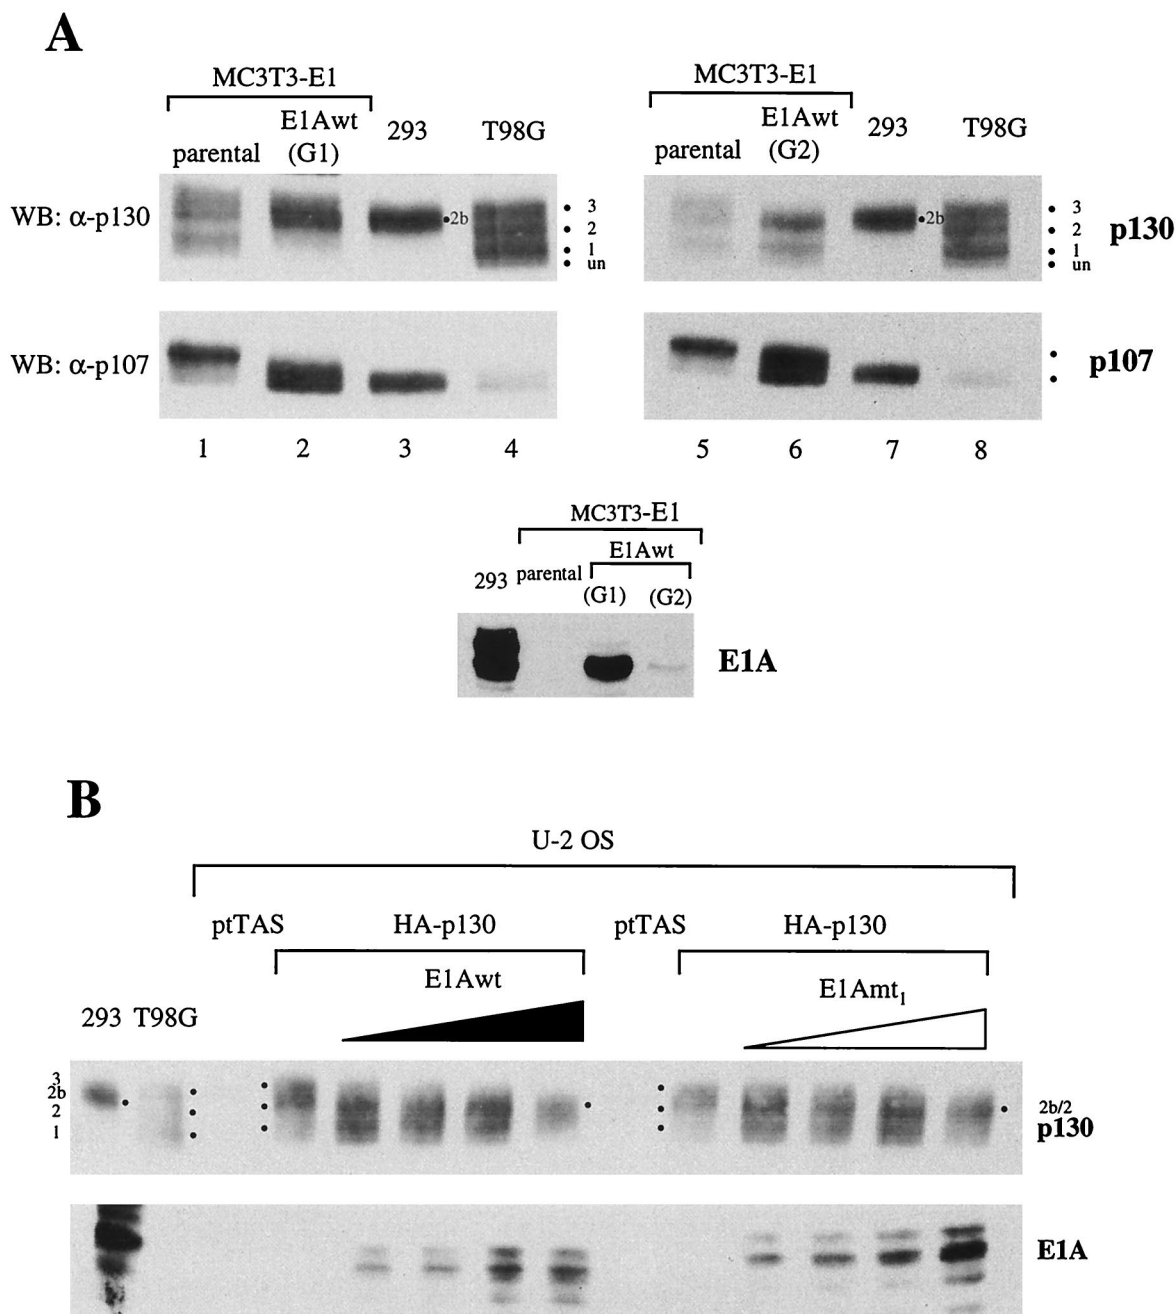 A
MC3T3-E1
parental
E1Awt
(G1)
293
T98G
MC3T3-E1
parental
E1Awt
(G2)
293
T98G
WB: α-p130
•2b
• 3
• 2
• 1
• un
•2b
• 3
• 2
• 1
• un
p130
WB: α-p107
p107
1 2 3 4 5 6 7 8
MC3T3-E1
E1Awt
293 parental
(G1) (G2)
E1A
B
U-2 OS
ptTAS HA-p130 ptTAS HA-p130
E1Awt E1Amt1
293 T98G
3
2b
2
1
2b/2
p130
E1A